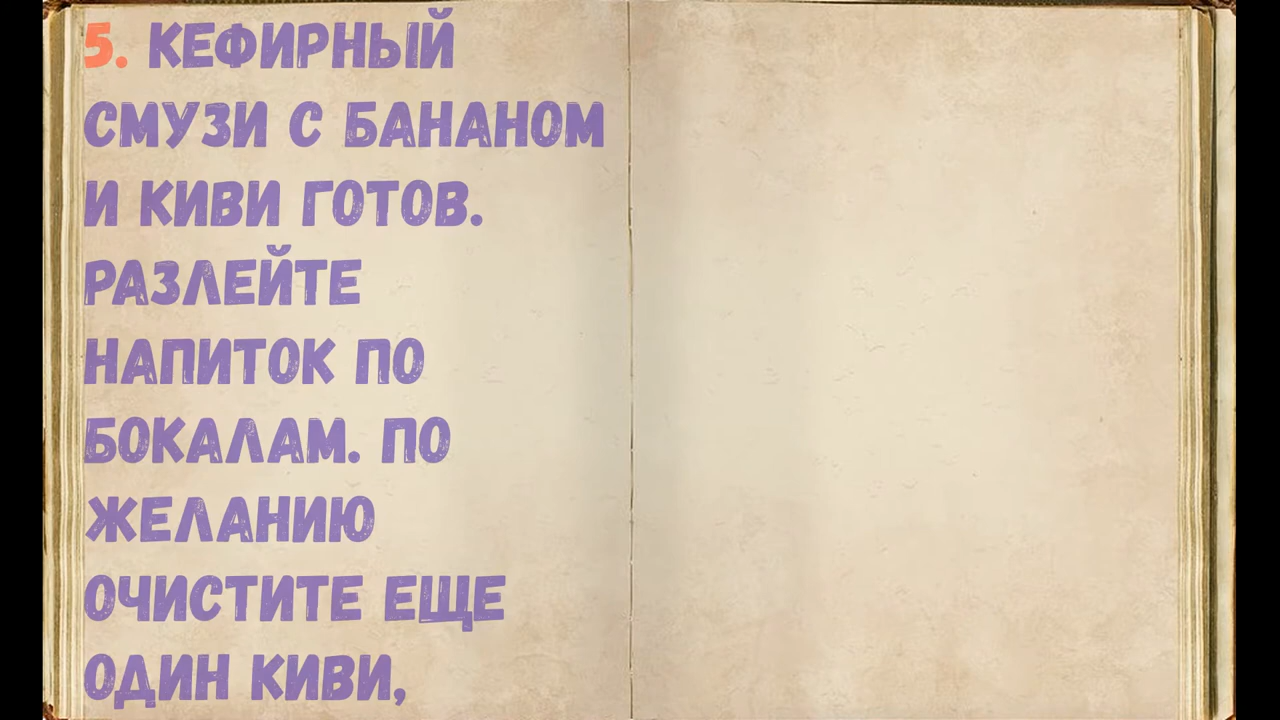 5. КЕФИРНЫЙ
СМУЗИ С БАНАНОМ
И КИВИ ГОТОВ.
РАЗЛЕЙТЕ
НАПИТОК ПО
БОКАЛАМ. ПО
ЖЕЛАНИЮ
ОЧИСТИТЕ ЕЩЕ
ОДИН КИВИ,